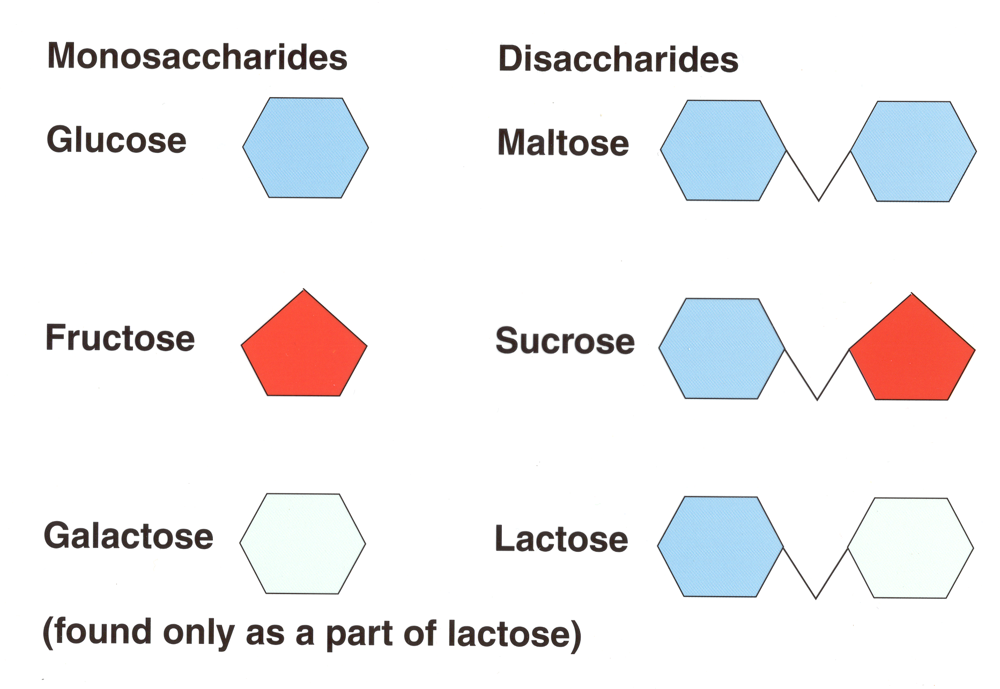 Monosaccharides
Disaccharides
Glucose
Maltose
Fructose
Sucrose
Galactose
Lactose
(found only as a part of lactose)